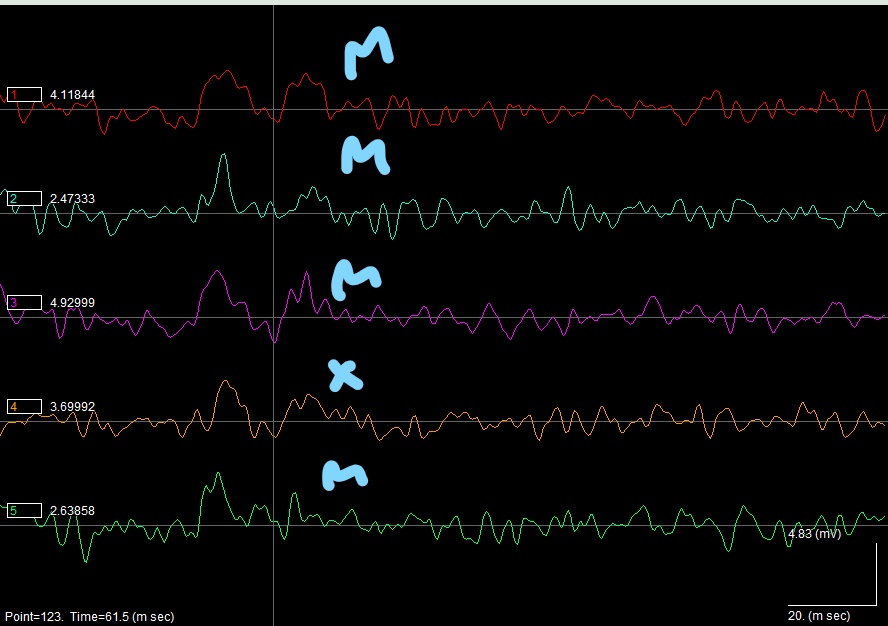 M
1 4.11844
M
2 2.47333
M
3 4.92999
x
4 3.69992
M
5 2.63858
4.83 (mV)
Point=123. Time=61.5 (m sec)
20. (m sec)